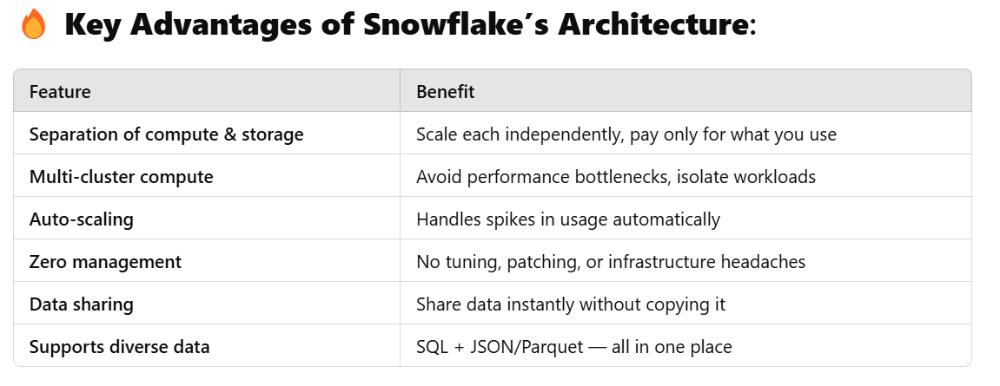 🔥 Key Advantages of Snowflake’s Architecture:
Feature Benefit
Separation of compute & storage Scale each independently, pay only for what you use
Multi-cluster compute Avoid performance bottlenecks, isolate workloads
Auto-scaling Handles spikes in usage automatically
Zero management No tuning, patching, or infrastructure headaches
Data sharing Share data instantly without copying it
Supports diverse data SQL + JSON/Parquet — all in one place